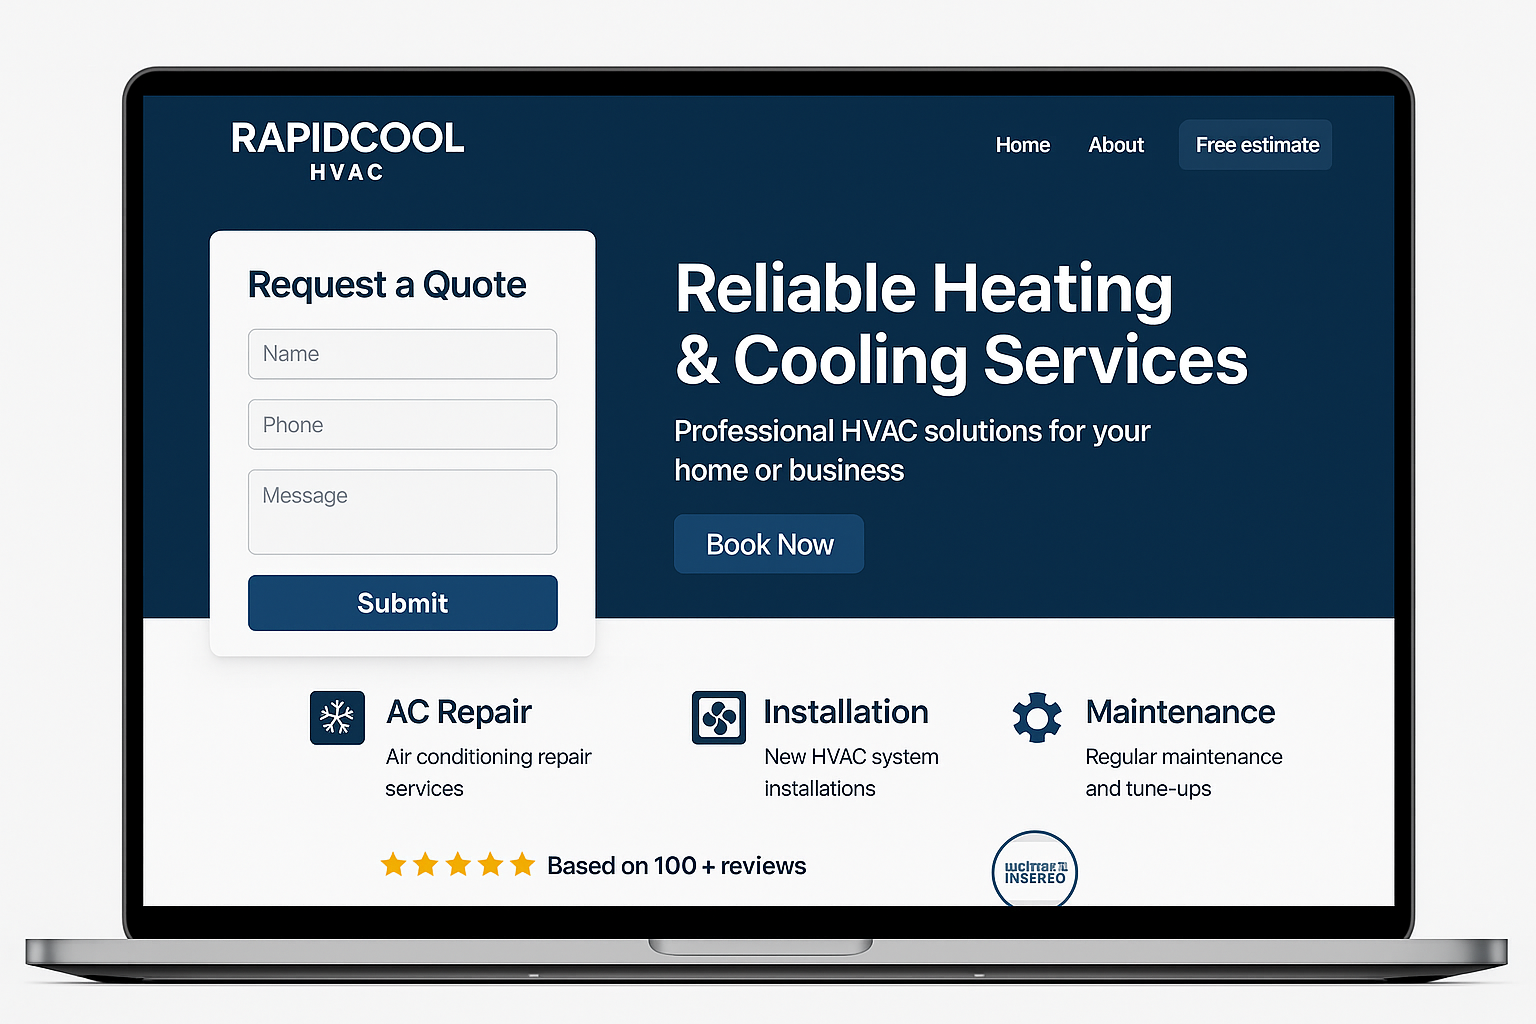 RAPIDCOOL
HVAC
Home
About
Free estimate
Request a Quote
Name
Phone
Message
Submit
Reliable Heating
& Cooling Services
Professional HVAC solutions for your
home or business
Book Now
AC Repair
Air conditioning repair
services
Installation
New HVAC system
installations
Maintenance
Regular maintenance
and tune-ups
Based on 100 + reviews
INSEREO